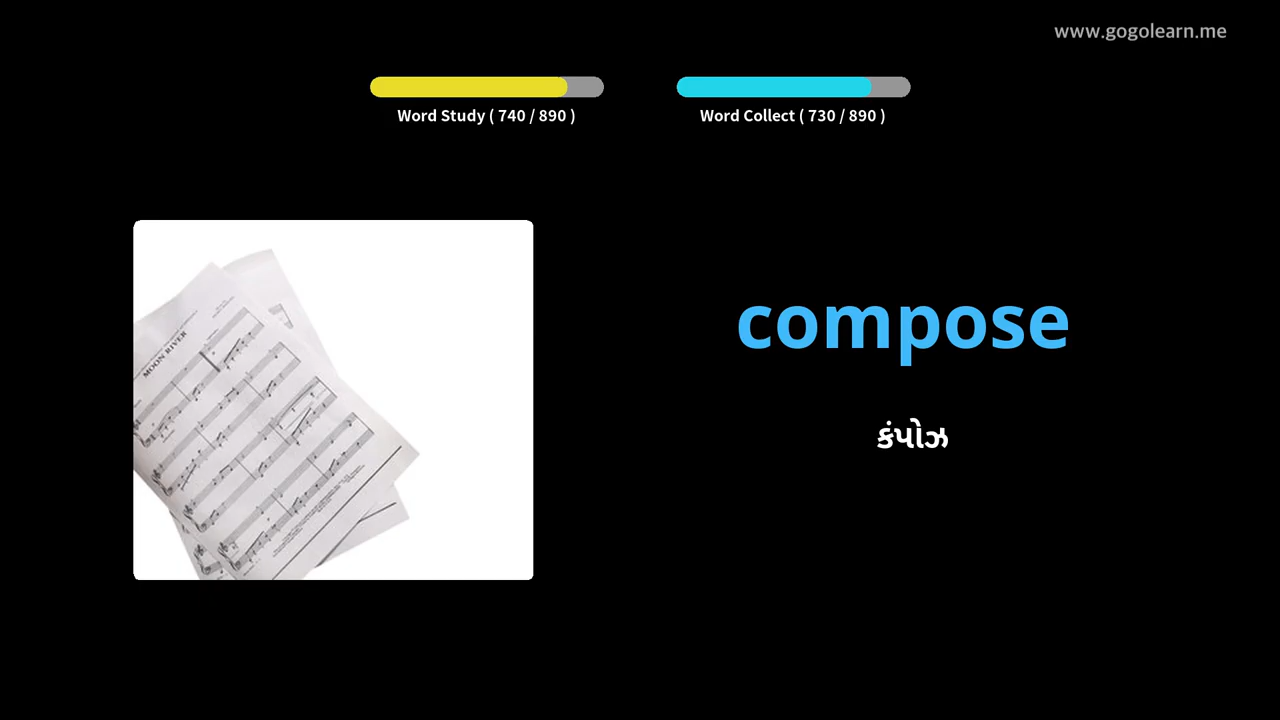 www.gogolearn.me
Word Study ( 740 / 890 )
Word Collect ( 730 / 890 )
MOON RIVER
compose
કંપોઝ